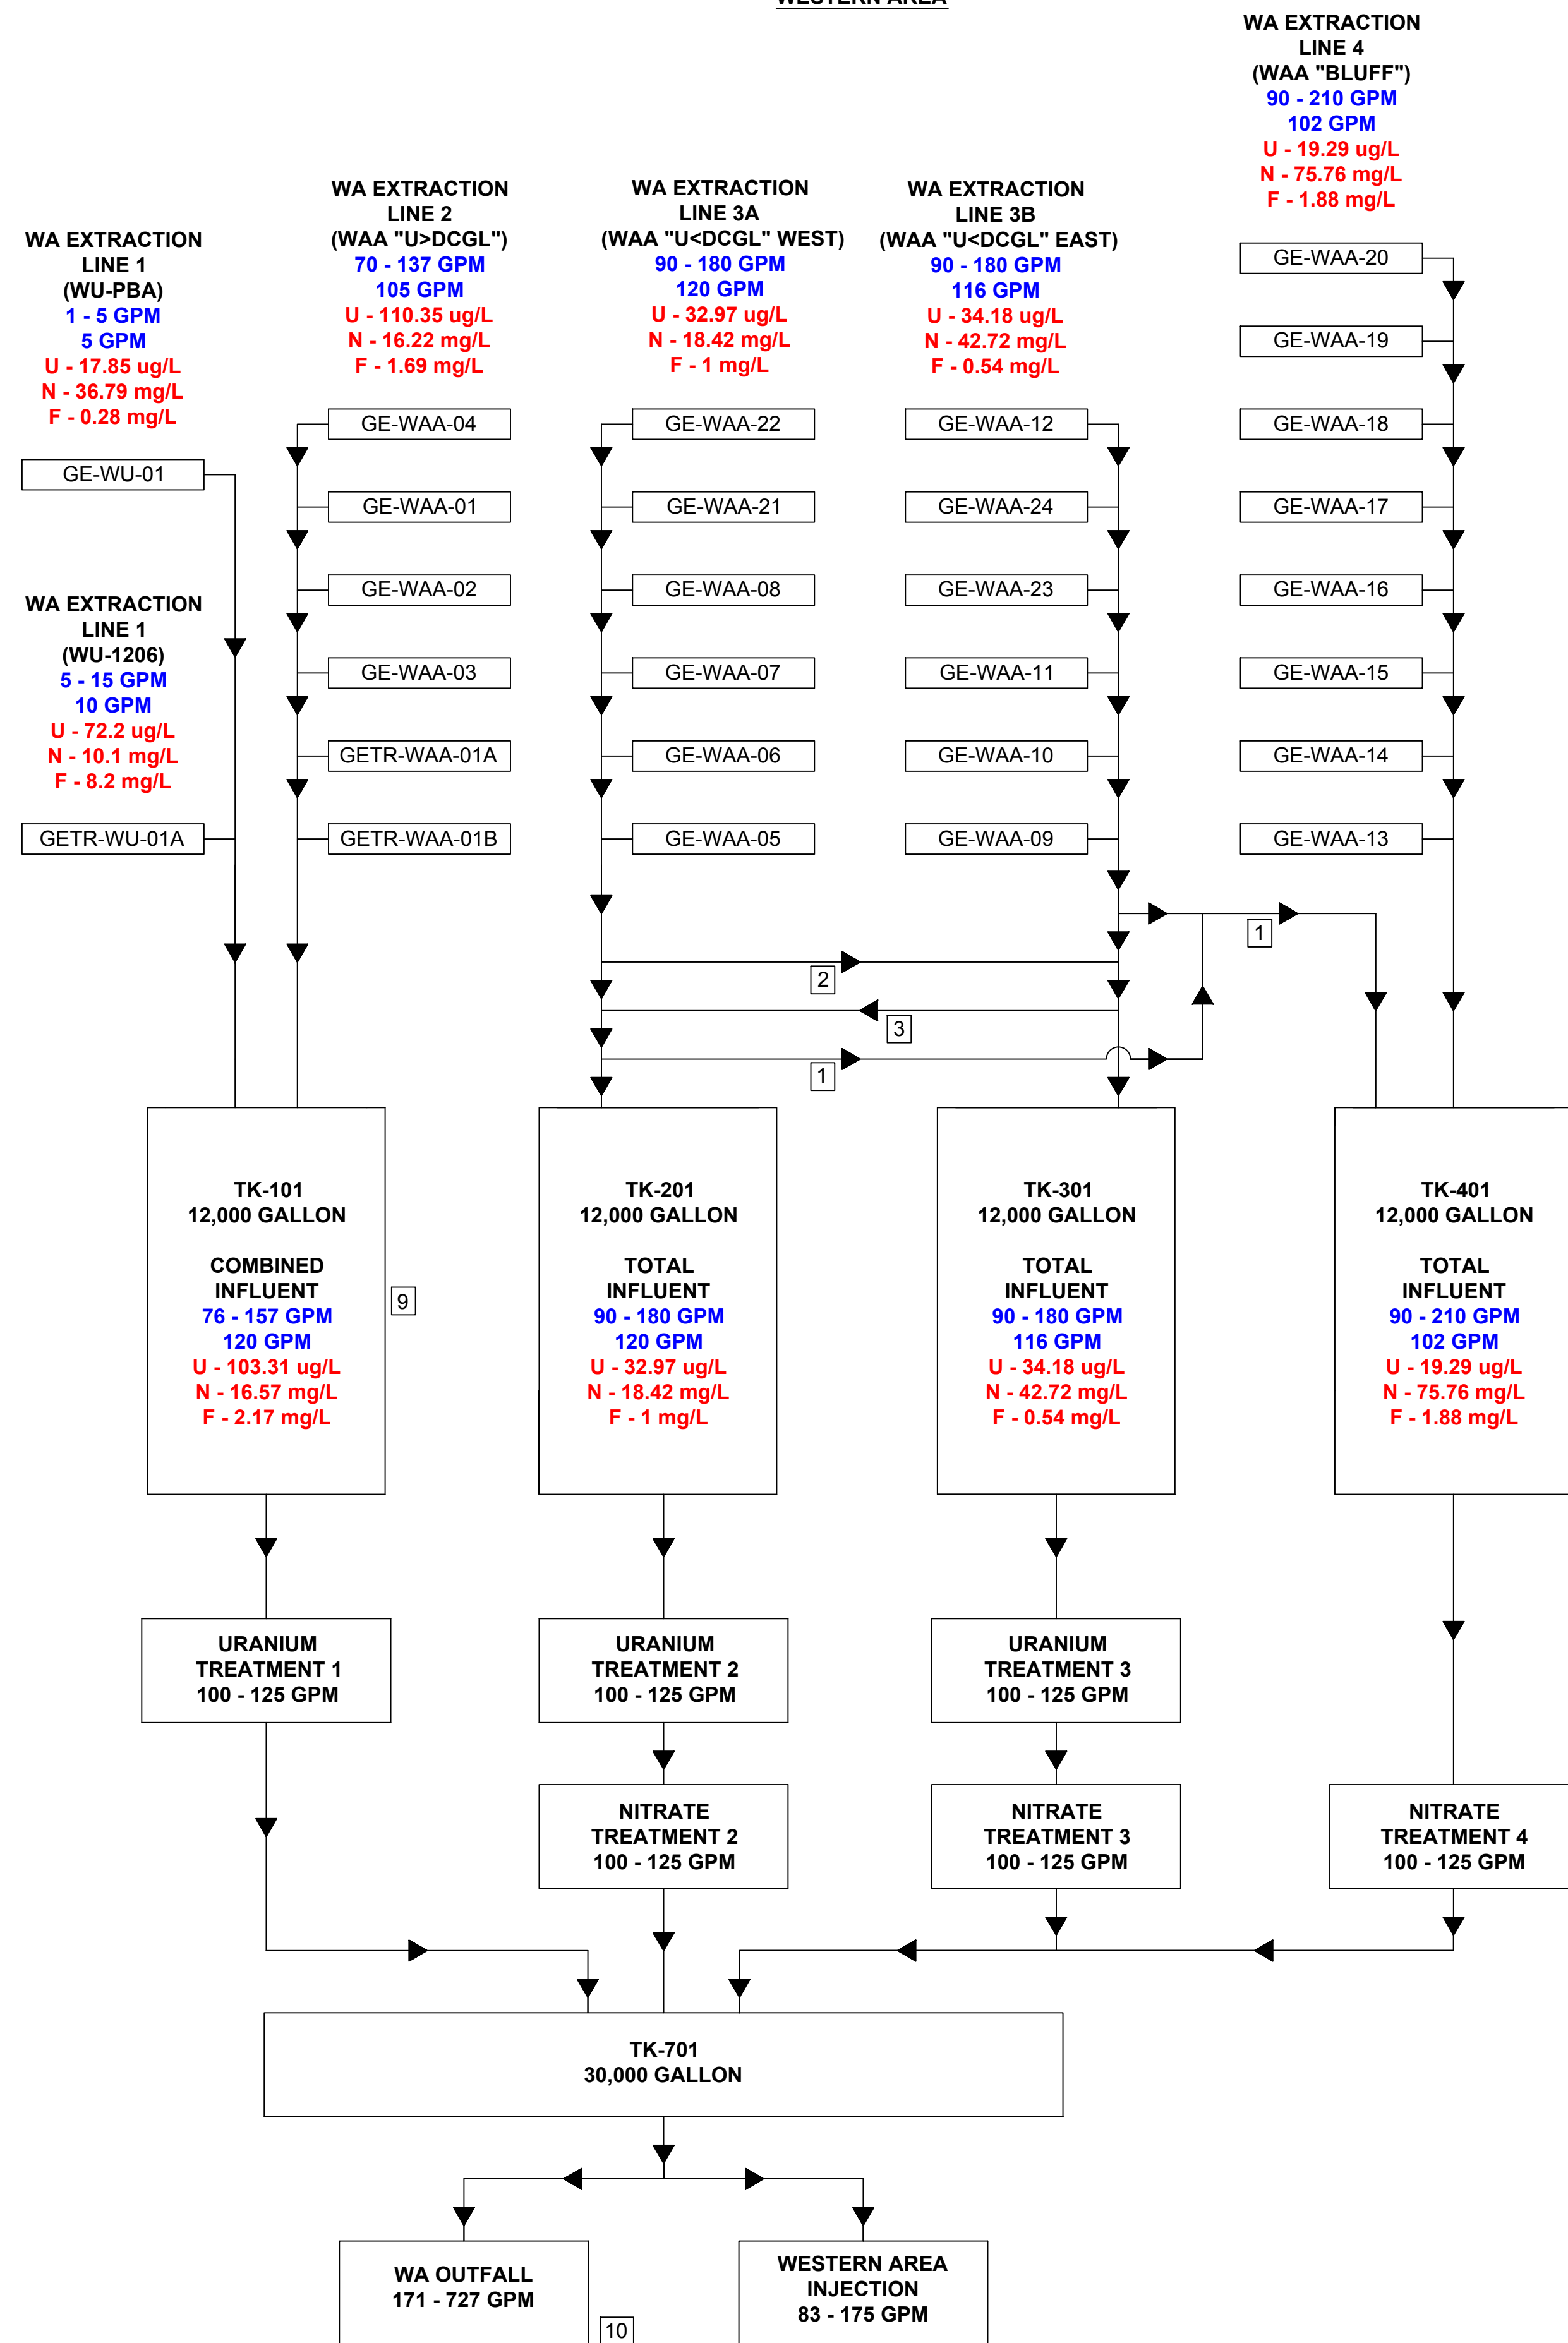 WESTERN AREA
WA EXTRACTION
LINE 4
(WAA "BLUFF")
90 - 210 GPM
102 GPM
U - 19.29 ug/L
N - 75.76 mg/L
F - 1.88 mg/L
WA EXTRACTION
LINE 2
(WAA "U>DCGL")
70 - 137 GPM
105 GPM
U - 110.35 ug/L
N - 16.22 mg/L
F - 1.69 mg/L
WA EXTRACTION
LINE 3A
(WAA "U<DCGL" WEST)
90 - 180 GPM
120 GPM
U - 32.97 ug/L
N - 18.42 mg/L
F - 1 mg/L
WA EXTRACTION
LINE 3B
(WAA "U<DCGL" EAST)
90 - 180 GPM
116 GPM
U - 34.18 ug/L
N - 42.72 mg/L
F - 0.54 mg/L
WA EXTRACTION
LINE 1
(WU-PBA)
1 - 5 GPM
5 GPM
U - 17.85 ug/L
N - 36.79 mg/L
F - 0.28 mg/L
GE-WU-01
WA EXTRACTION
LINE 1
(WU-1206)
5 - 15 GPM
10 GPM
U - 72.2 ug/L
N - 10.1 mg/L
F - 8.2 mg/L
GETR-WU-01A
GE-WAA-04
GE-WAA-01
GE-WAA-02
GE-WAA-03
GETR-WAA-01A
GETR-WAA-01B
GE-WAA-22
GE-WAA-21
GE-WAA-08
GE-WAA-07
GE-WAA-06
GE-WAA-05
GE-WAA-12
GE-WAA-24
GE-WAA-23
GE-WAA-11
GE-WAA-10
GE-WAA-09
GE-WAA-20
GE-WAA-19
GE-WAA-18
GE-WAA-17
GE-WAA-16
GE-WAA-15
GE-WAA-14
GE-WAA-13
1
2
3
1
TK-101
12,000 GALLON
COMBINED
INFLUENT
76 - 157 GPM
120 GPM
U - 103.31 ug/L
N - 16.57 mg/L
F - 2.17 mg/L
9
TK-201
12,000 GALLON
TOTAL
INFLUENT
90 - 180 GPM
120 GPM
U - 32.97 ug/L
N - 18.42 mg/L
F - 1 mg/L
TK-301
12,000 GALLON
TOTAL
INFLUENT
90 - 180 GPM
116 GPM
U - 34.18 ug/L
N - 42.72 mg/L
F - 0.54 mg/L
TK-401
12,000 GALLON
TOTAL
INFLUENT
90 - 210 GPM
102 GPM
U - 19.29 ug/L
N - 75.76 mg/L
F - 1.88 mg/L
URANIUM
TREATMENT 1
100 - 125 GPM
URANIUM
TREATMENT 2
100 - 125 GPM
URANIUM
TREATMENT 3
100 - 125 GPM
NITRATE
TREATMENT 2
100 - 125 GPM
NITRATE
TREATMENT 3
100 - 125 GPM
NITRATE
TREATMENT 4
100 - 125 GPM
TK-701
30,000 GALLON
WA OUTFALL
171 - 727 GPM
10
WESTERN AREA
INJECTION
83 - 175 GPM